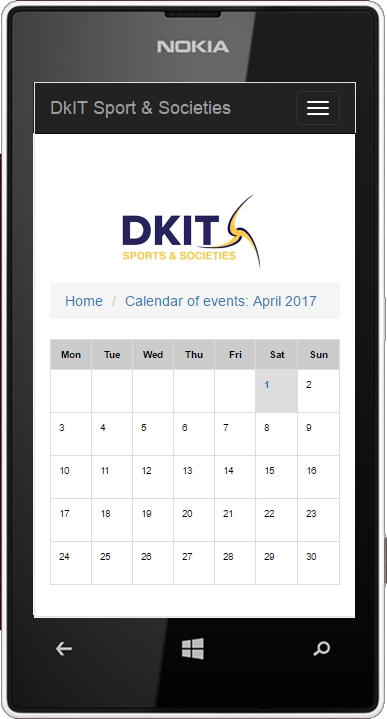 NOKIA
DkIT Sport & Societies
DKIT
SPORTS & SOCIETIES
Home / Calendar of events: April 2017
Mon Tue Wed Thu Fri Sat Sun
1 2
3 4 5 6 7 8 9
10 11 12 13 14 15 16
17 18 19 20 21 22 23
24 25 26 27 28 29 30